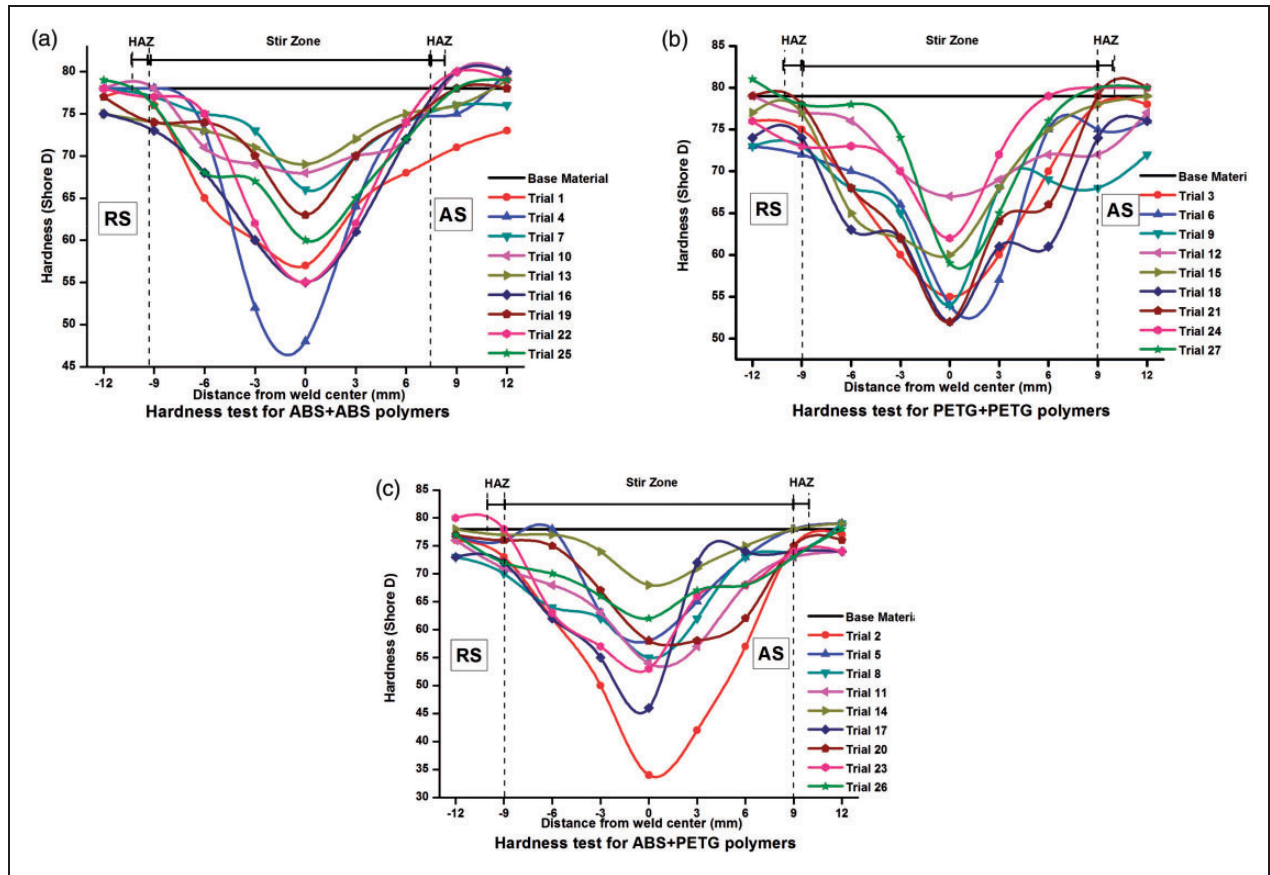 (a)
HAZ
Stir Zone
HAZ
80
75
70
65
60
55
50
45
Hardness (Shore D)
RS
AS
Base Material
Trial 1
Trial 4
Trial 7
Trial 10
Trial 13
Trial 16
Trial 19
Trial 22
Trial 25
-12 -9 -6 -3 0 3 6 9 12
Distance from weld center (mm)
Hardness test for ABS+ABS polymers
(b)
HAZ
Stir Zone
HAZ
85
80
75
70
65
60
55
50
Hardness (Shore D)
RS
AS
Base Materi
Trial 3
Trial 6
Trial 9
Trial 12
Trial 15
Trial 18
Trial 21
Trial 24
Trial 27
-12 -9 -6 -3 0 3 6 9 12
Distance from weld center (mm)
Hardness test for PETG+PETG polymers
(c)
HAZ
Stir Zone
HAZ
85
80
75
70
65
60
55
50
45
40
35
30
Hardness (Shore D)
RS
AS
Base Materi
Trial 2
Trial 5
Trial 8
Trial 11
Trial 14
Trial 17
Trial 20
Trial 23
Trial 26
-12 -9 -6 -3 0 3 6 9 12
Distance from weld center (mm)
Hardness test for ABS+PETG polymers